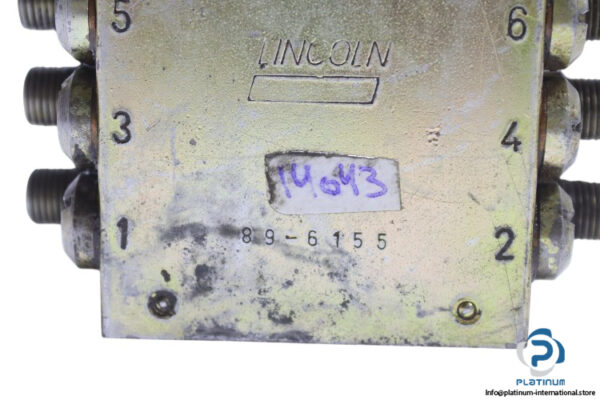 5 6
LINCOLN
3 4
14043
89-6155
1 2
PLATINUM
Info@platinum-international.store